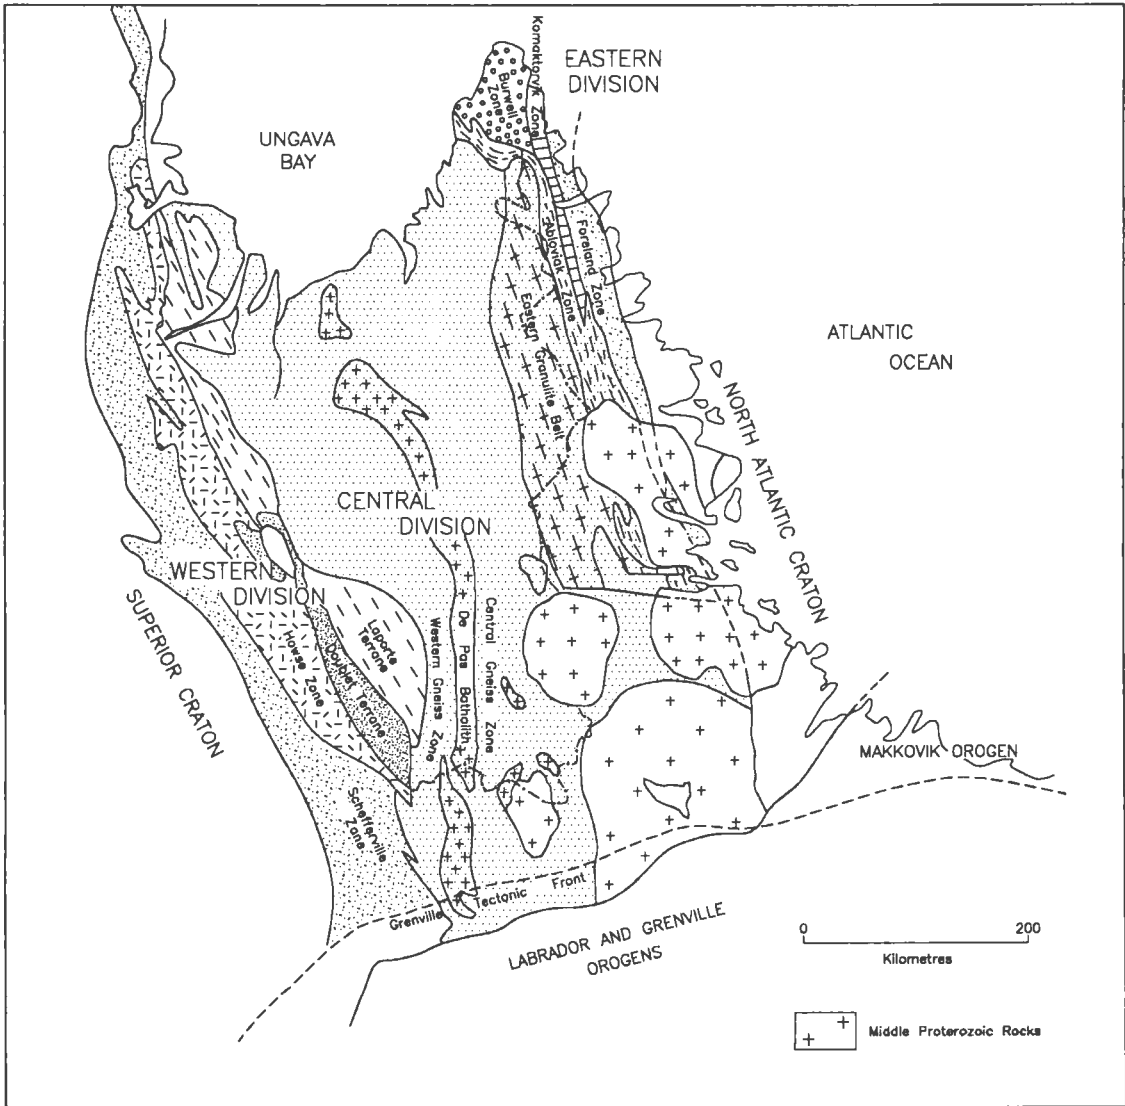 Komaktorvik Zone
EASTERN
DIVISION
Burwell
Zone
UNGAVA
BAY
Foreland Zone
Abloviak Zone
Eastern Granulite Belt
ATLANTIC
OCEAN
NORTH ATLANTIC CRATON
CENTRAL
DIVISION
WESTERN
DIVISION
SUPERIOR CRATON
Howse Zone
Doublet Terrane
Laporte
Terrane
Western Gneiss Zone
De Pas Batholith
Central Gneiss Zone
MAKKOVIK OROGEN
Schefferville
Zone
Grenville Tectonic Front
LABRADOR AND GRENVILLE
OROGENS
0 200
Kilometres
Middle Proterozoic Rocks